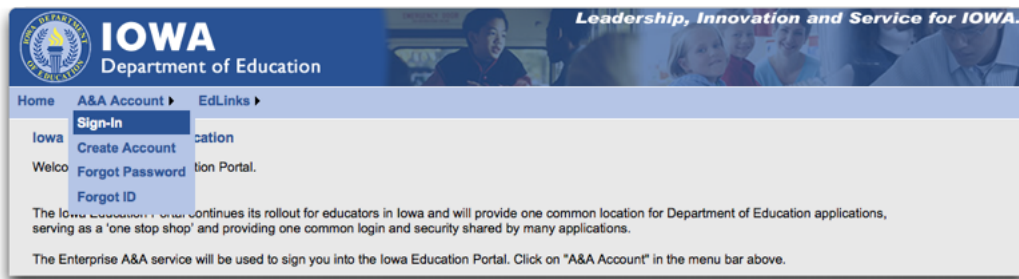 Leadership, Innovation and Service for IOWA.
IOWA
Department of Education
Home A&A Account EdLinks
Sign-In
Create Account
Forgot Password
Forgot ID
Iowa cation
Welco tion Portal.
The Iowa Education Portal continues its rollout for educators in Iowa and will provide one common location for Department of Education applications,
serving as a 'one stop shop' and providing one common login and security shared by many applications.
The Enterprise A&A service will be used to sign you into the Iowa Education Portal. Click on "A&A Account" in the menu bar above.